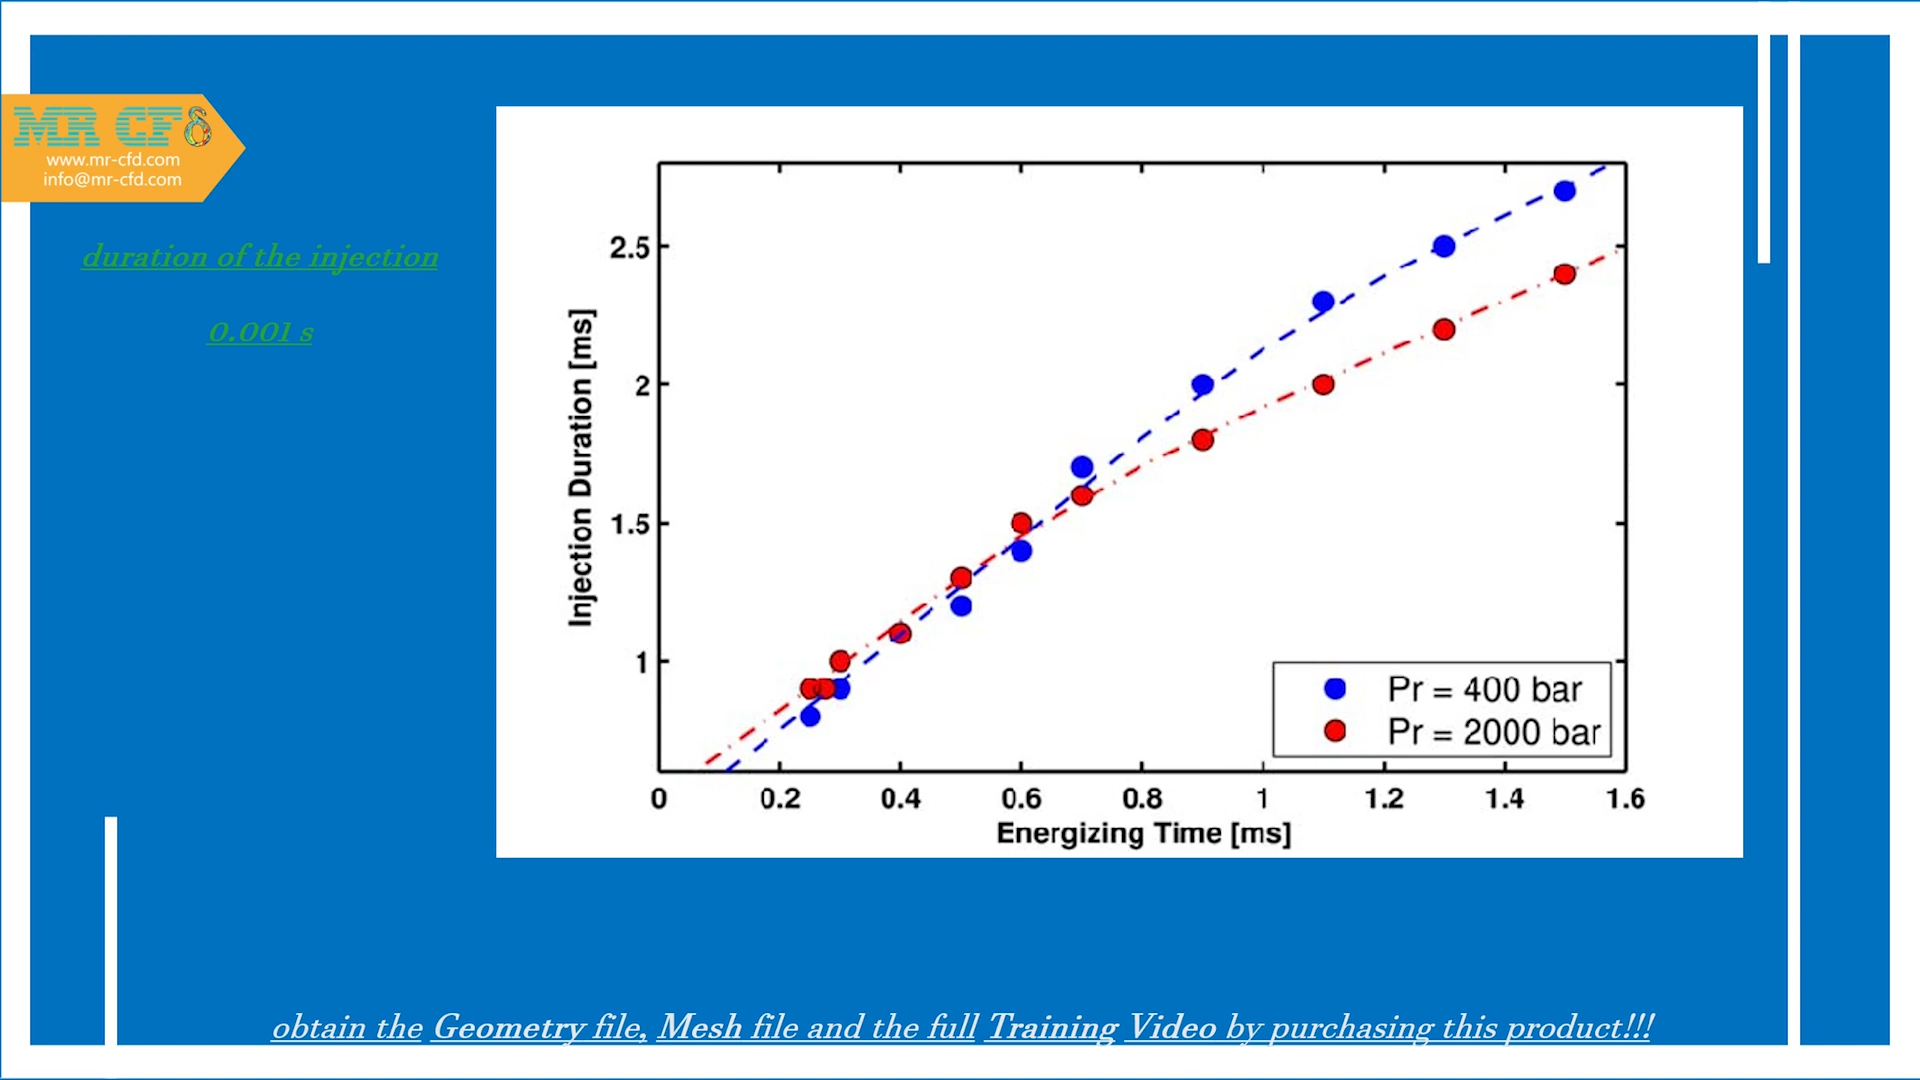 MR CFδ
www.mr-cfd.com
info@mr-cfd.com
duration of the injection
0.001 s
Injection Duration [ms]
2.5
2
1.5
1
Pr = 400 bar
Pr = 2000 bar
0 0.2 0.4 0.6 0.8 1 1.2 1.4 1.6
Energizing Time [ms]
obtain the Geometry file, Mesh file and the full Training Video by purchasing this product!!!